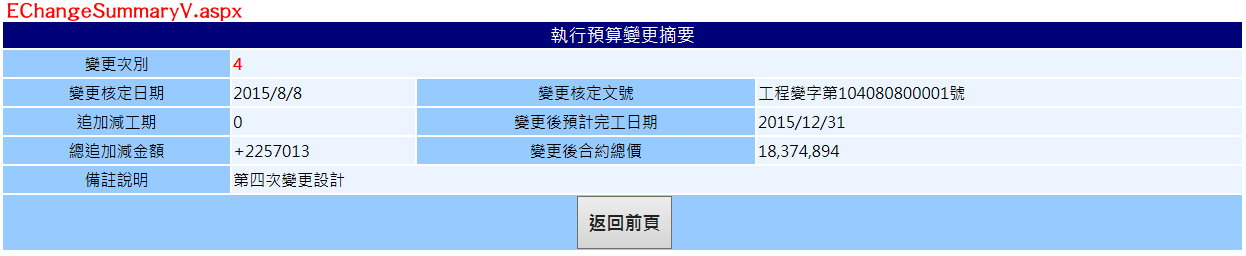 EChangeSummaryV.aspx
執行預算變更摘要
變更次別 4
變更核定日期 2015/8/8 變更核定文號 工程變字第104080800001號
追加減工期 0 變更後預計完工日期 2015/12/31
總追加減金額 +2257013 變更後合約總價 18,374,894
備註說明 第四次變更設計
返回前頁